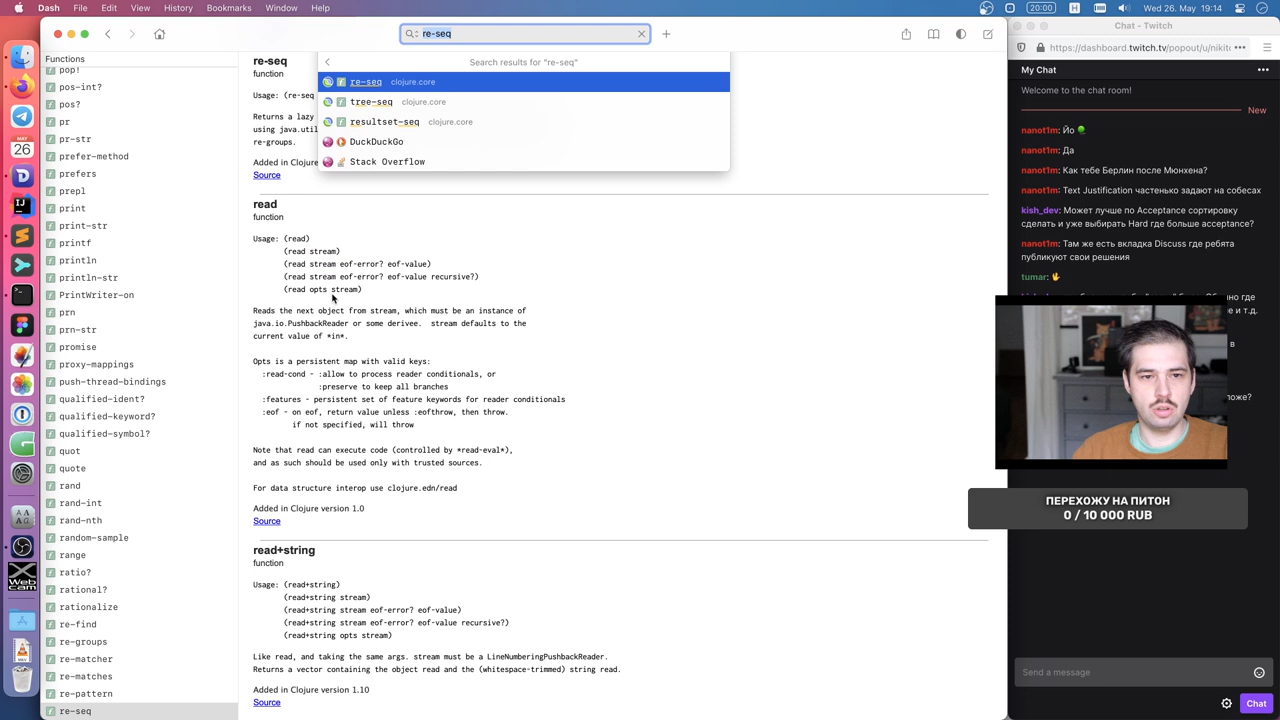 Dash
File
Edit
History
Bookmarks
View
Window
Help
Wed 26. May 19:14
re-seq
Functions
pop!
pos-int?
pos?
pr
pr-str
prefer-method
prefers
prepl
print
print-str
printf
println
println-str
PrintWriter-on
prn
prn-str
promise
proxy-mappings
push-thread-bindings
qualified-ident?
qualified-keyword?
qualified-symbol?
quot
quote
rand
rand-int
rand-nth
random-sample
range
ratio?
rational?
rationalize
re-find
re-groups
re-matcher
re-matches
re-pattern
re-seq
re-seq
function
Usage: (re-seq
Returns a lazy
using java.util
re-groups.
Added in Clojure
Source
Search results for "re-seq"
re-seq clojure.core
tree-seq clojure.core
resultset-seq clojure.core
DuckDuckGo
Stack Overflow
read
function
Usage: (read)
(read stream)
(read stream eof-error? eof-value)
(read stream eof-error? eof-value recursive?)
(read opts stream)
Reads the next object from stream, which must be an instance of
java.io.PushbackReader or some derivee. stream defaults to the
current value of *in*.
Opts is a persistent map with valid keys:
:read-cond - :allow to process reader conditionals, or
:preserve to keep all branches
:features - persistent set of feature keywords for reader conditionals
:eof - on eof, return value unless :eofthrow, then throw.
if not specified, will throw
Note that read can execute code (controlled by *read-eval*),
and as such should be used only with trusted sources.
For data structure interop use clojure.edn/read
Added in Clojure version 1.0
Source
read+string
function
Usage: (read+string)
(read+string stream)
(read+string stream eof-error? eof-value)
(read+string stream eof-error? eof-value recursive?)
(read+string opts stream)
Like read, and taking the same args. stream must be a LineNumberingPushbackReader.
Returns a vector containing the object read and the (whitespace-trimmed) string read.
Added in Clojure version 1.10
Source
MAY
26
Web
Cam
Chat - Twitch
https://dashboard.twitch.tv/popout/u/nikit
My Chat
Welcome to the chat room!
New
nanot1m: Йо
nanot1m: Да
nanot1m: Как тебе Берлин после Мюнхена?
nanot1m: Text Justification частенько задают на собесах
kish_dev: Может лучше по Acceptance сортировку
сделать и уже выбирать Hard где больше acceptance?
nanot1m: Там же есть вкладка Discuss где ребята
публикуют свои решения
tumar:
где
е и т.д.
в
ПЕРЕХОЖУ НА ПИТОН
0 / 10 000 RUB
Send a message
Chat